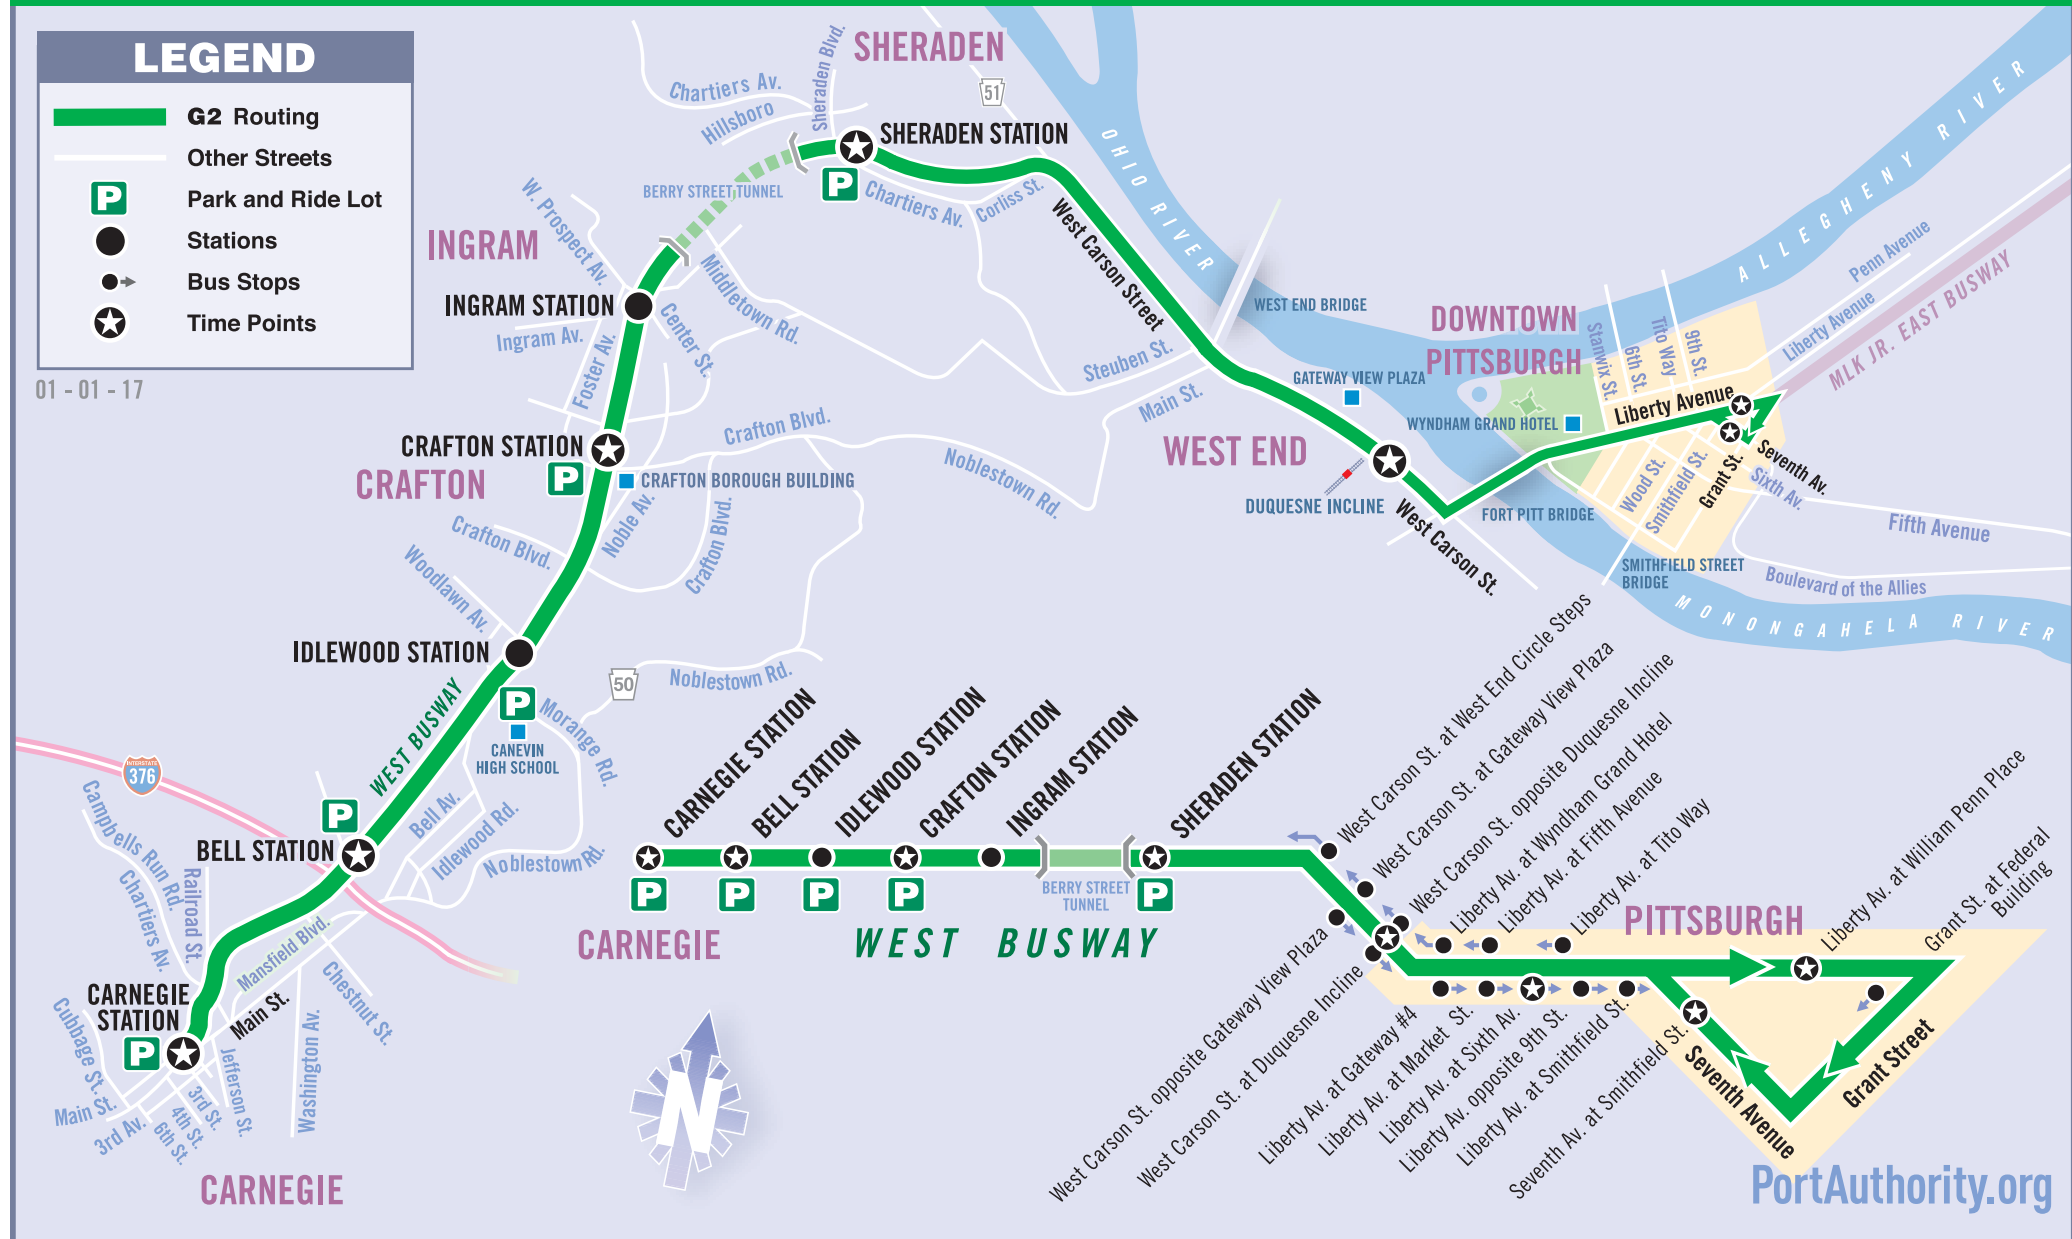 LEGEND
G2 Routing
Other Streets
P
Park and Ride Lot
Stations
Bus Stops
Time Points
01 - 01 - 17
SHERADEN
51
Chartiers Av.
Hillsboro
Sheraden Blvd.
SHERADEN STATION
P
BERRY STREET TUNNEL
Chartiers Av.
Corliss St.
West Carson Street
OHIO RIVER
ALLEGHENY RIVER
W. Prospect Av.
INGRAM
INGRAM STATION
Ingram Av.
Foster Av.
Center St.
Middletown Rd.
WEST END BRIDGE
DOWNTOWN
PITTSBURGH
Stanwix St.
6th St.
Tito Way
9th St.
Penn Avenue
Liberty Avenue
MLK JR. EAST BUSWAY
Steuben St.
Main St.
GATEWAY VIEW PLAZA
WYNDHAM GRAND HOTEL
Liberty Avenue
CRAFTON STATION
CRAFTON
P
CRAFTON BOROUGH BUILDING
Crafton Blvd.
Noblestown Rd.
WEST END
DUQUESNE INCLINE
West Carson St.
FORT PITT BRIDGE
Wood St.
Smithfield St.
Grant St.
Seventh Av.
Sixth Av.
Fifth Avenue
SMITHFIELD STREET
BRIDGE
Boulevard of the Allies
MONONGAHELA RIVER
Crafton Blvd.
Noble Av.
Crafton Blvd.
Woodlawn Av.
IDLEWOOD STATION
50
Noblestown Rd.
P
CANEVIN
HIGH SCHOOL
Morange Rd.
WEST BUSWAY
INTERSTATE
376
P
BELL STATION
Bell Av.
Idlewood Rd.
Noblestown Rd.
Campbells Run Rd.
Chartiers Av.
Railroad St.
Mansfield Blvd.
CARNEGIE
STATION
P
Main St.
Chestnut St.
Washington Av.
Jefferson St.
Cubbage St.
Main St.
3rd Av.
3rd St.
4th St.
6th St.
CARNEGIE
CARNEGIE STATION
BELL STATION
IDLEWOOD STATION
CRAFTON STATION
INGRAM STATION
SHERADEN STATION
P
P
P
P
BERRY STREET
TUNNEL
P
CARNEGIE
WEST BUSWAY
N
West Carson St. at West End Circle Steps
West Carson St. at Gateway View Plaza
West Carson St. opposite Duquesne Incline
Liberty Av. at Wyndham Grand Hotel
Liberty Av. at Fifth Avenue
Liberty Av. at Tito Way
PITTSBURGH
Liberty Av. at William Penn Place
Grant St. at Federal
Building
West Carson St. opposite Gateway View Plaza
West Carson St. at Duquesne Incline
Liberty Av. at Gateway #4
Liberty Av. at Market St.
Liberty Av. at Sixth Av.
Liberty Av. opposite 9th St.
Liberty Av. at Smithfield St.
Seventh Av. at Smithfield St.
Seventh Avenue
Grant Street
PortAuthority.org